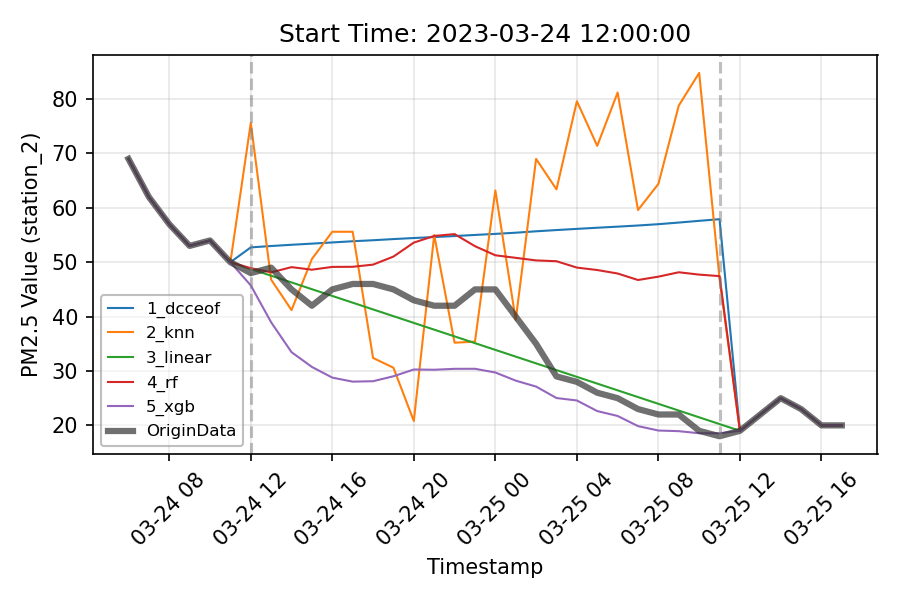 Start Time: 2023-03-24 12:00:00
PM2.5 Value (station_2)
80
70
60
50
40
30
20
1_dcceof
2_knn
3_linear
4_rf
5_xgb
OriginData
03-24 08
03-24 12
03-24 16
03-24 20
03-25 00
03-25 04
03-25 08
03-25 12
03-25 16
Timestamp